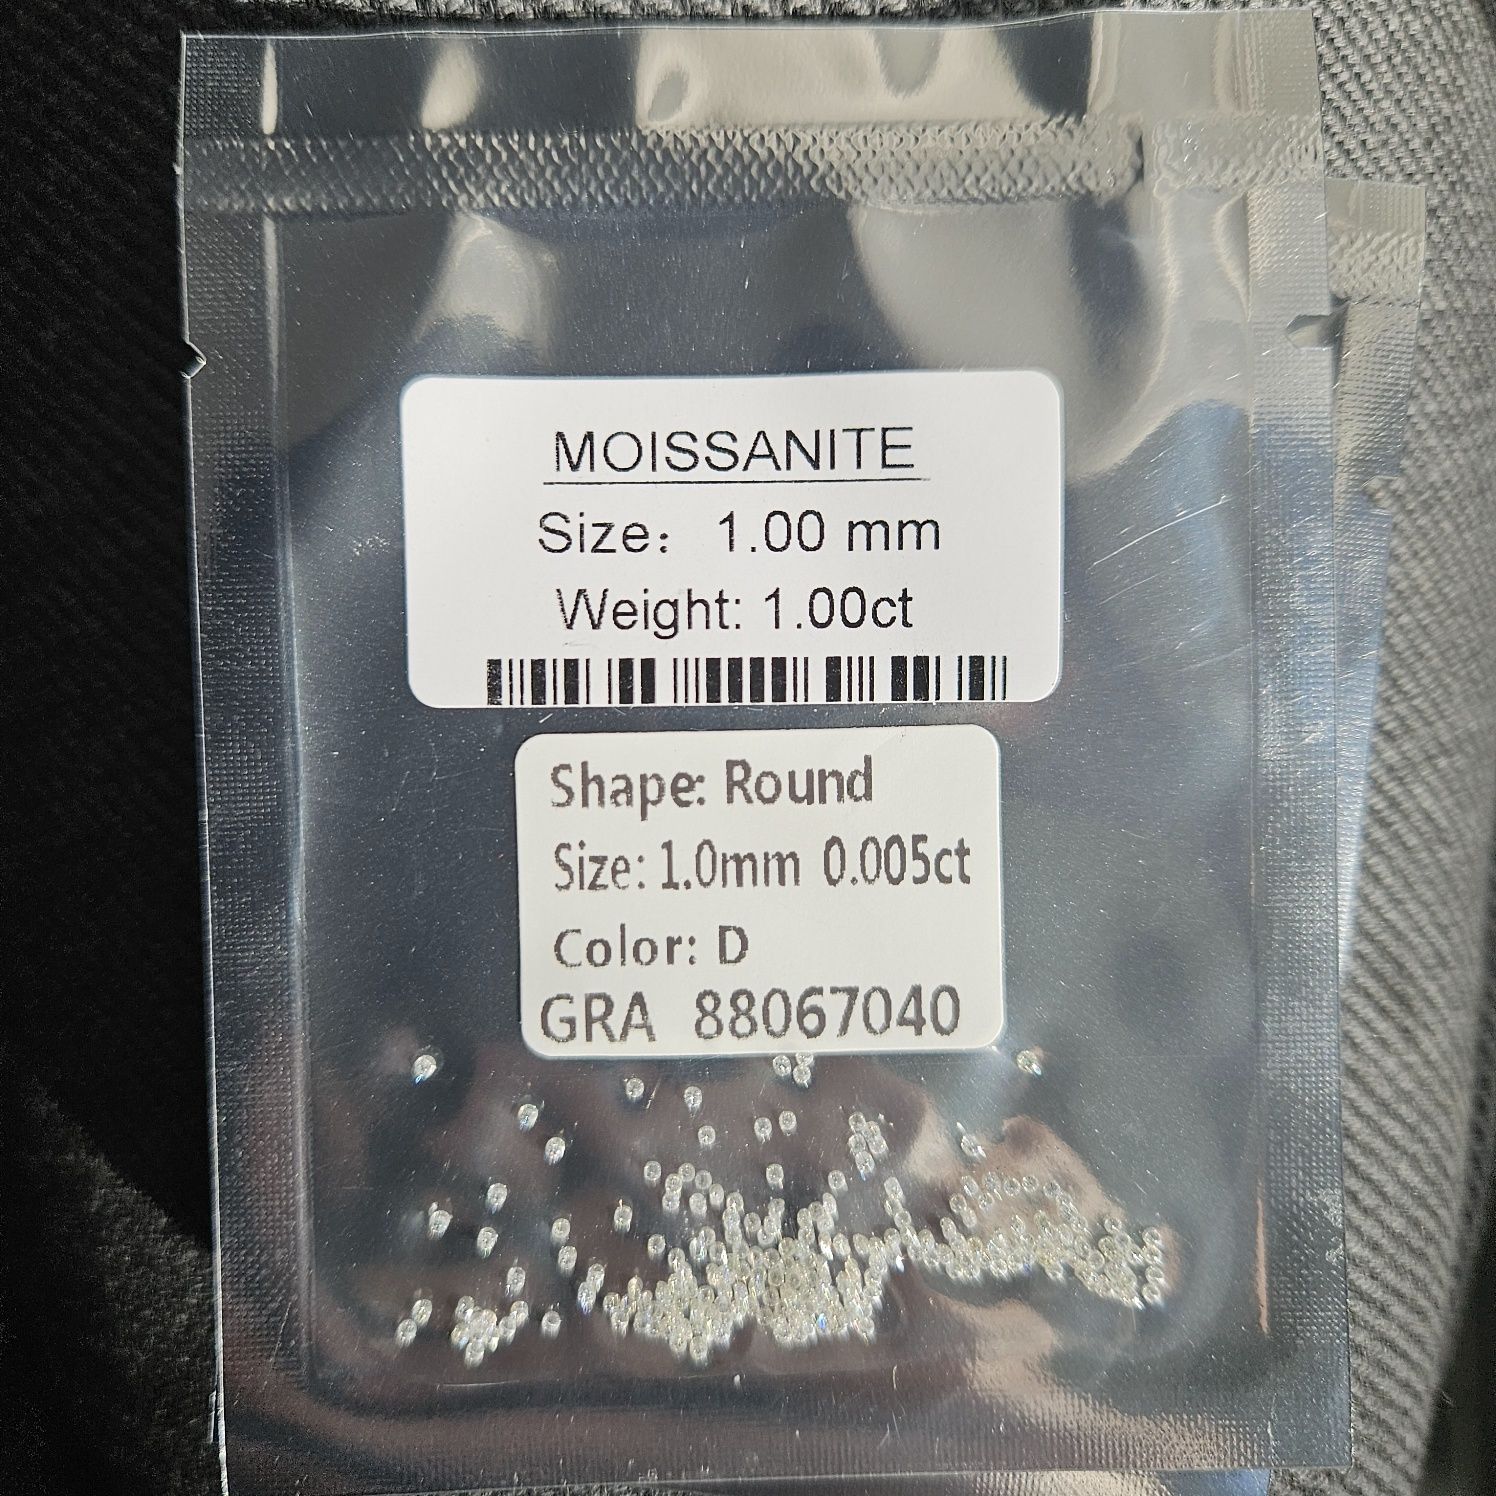 MOISSANITE
Size： 1.00 mm
Weight: 1.00ct
Shape: Round
Size: 1.0mm 0.005ct
Color: D
GRA 88067040